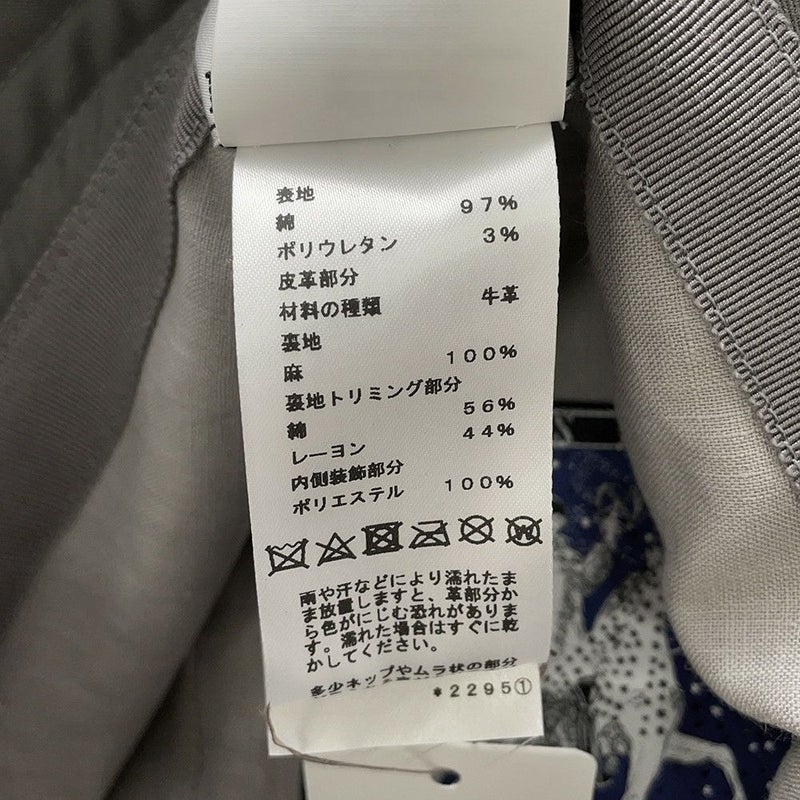 表地
綿 97%
ポリウレタン 3%
皮革部分
材料の種類 牛革
裏地
麻 100%
裏地トリミング部分
綿 56%
レーヨン 44%
内側装飾部分
ポリエステル 100%
W
雨や汗などにより濡れたま
ま放置しますと、革部分か
ら色がにじむ恐れがありま
す。濡れた場合はすぐに乾
かしてください。
多少ネップやムラ状の部分
*2295①